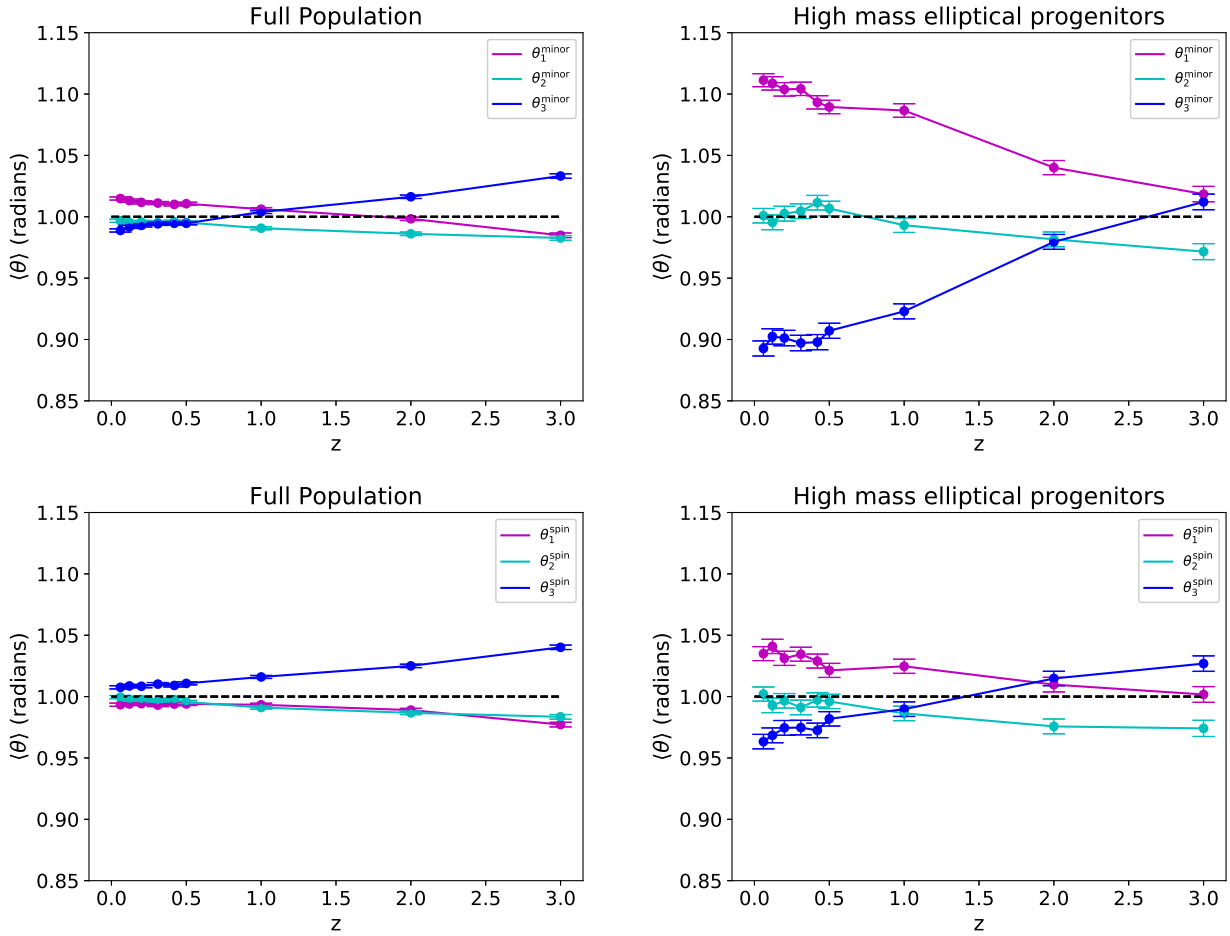 Full Population
1.15
1.10
1.05
1.00
0.95
0.90
0.85
⟨θ⟩ (radians)
θ₁^minor
θ₂^minor
θ₃^minor
0.0 0.5 1.0 1.5 2.0 2.5 3.0
z
High mass elliptical progenitors
1.15
1.10
1.05
1.00
0.95
0.90
0.85
⟨θ⟩ (radians)
θ₁^minor
θ₂^minor
θ₃^minor
0.0 0.5 1.0 1.5 2.0 2.5 3.0
z
Full Population
1.15
1.10
1.05
1.00
0.95
0.90
0.85
⟨θ⟩ (radians)
θ₁^spin
θ₂^spin
θ₃^spin
0.0 0.5 1.0 1.5 2.0 2.5 3.0
z
High mass elliptical progenitors
1.15
1.10
1.05
1.00
0.95
0.90
0.85
⟨θ⟩ (radians)
θ₁^spin
θ₂^spin
θ₃^spin
0.0 0.5 1.0 1.5 2.0 2.5 3.0
z